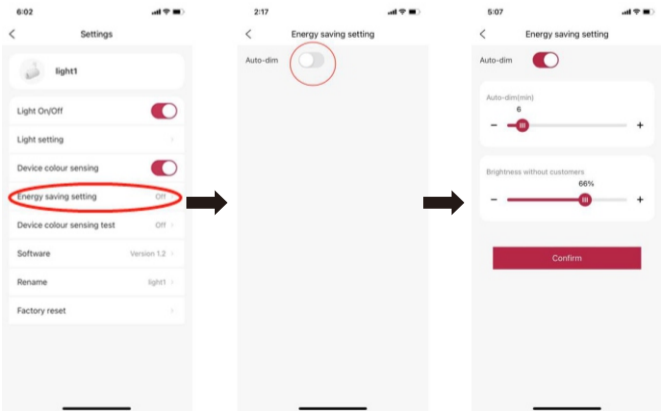 6:02
Settings
light1
Light On/Off
Light setting
Device colour sensing
Energy saving setting Off
Device colour sensing test Off
Software Version 1.2
Rename light1
Factory reset
2:17
Energy saving setting
Auto-dim
5:07
Energy saving setting
Auto-dim
Auto-dim(min)
6
- +
Brightness without customers
66%
- +
Confirm